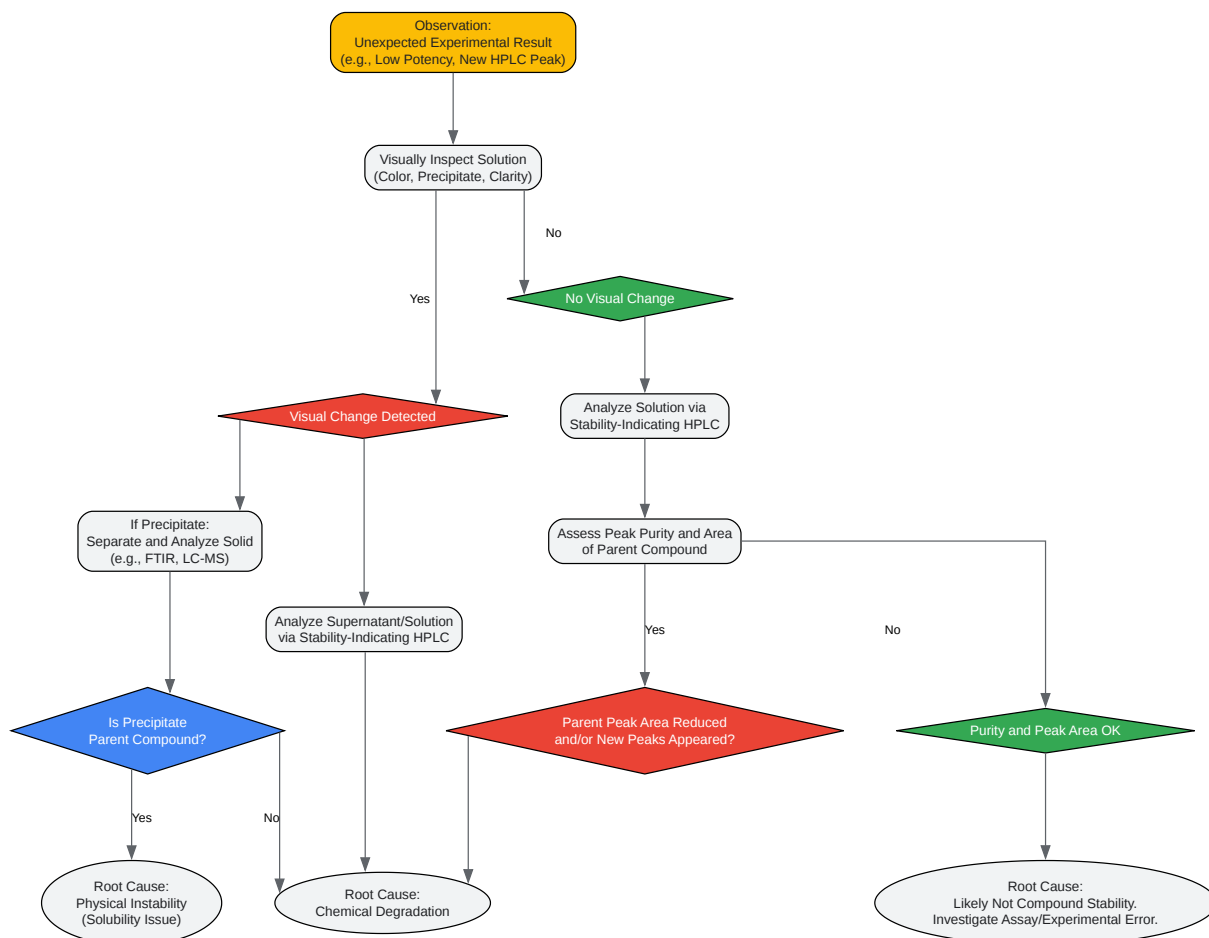 Observation:
Unexpected Experimental Result
(e.g., Low Potency, New HPLC Peak)
Visually Inspect Solution
(Color, Precipitate, Clarity)
No
Yes
No Visual Change
Visual Change Detected
Analyze Solution via
Stability-Indicating HPLC
If Precipitate:
Separate and Analyze Solid
(e.g., FTIR, LC-MS)
Assess Peak Purity and Area
of Parent Compound
Analyze Supernatant/Solution
via Stability-Indicating HPLC
Yes
No
Is Precipitate
Parent Compound?
Parent Peak Area Reduced
and/or New Peaks Appeared?
Purity and Peak Area OK
Yes
No
Root Cause:
Physical Instability
(Solubility Issue)
Root Cause:
Chemical Degradation
Root Cause:
Likely Not Compound Stability.
Investigate Assay/Experimental Error.